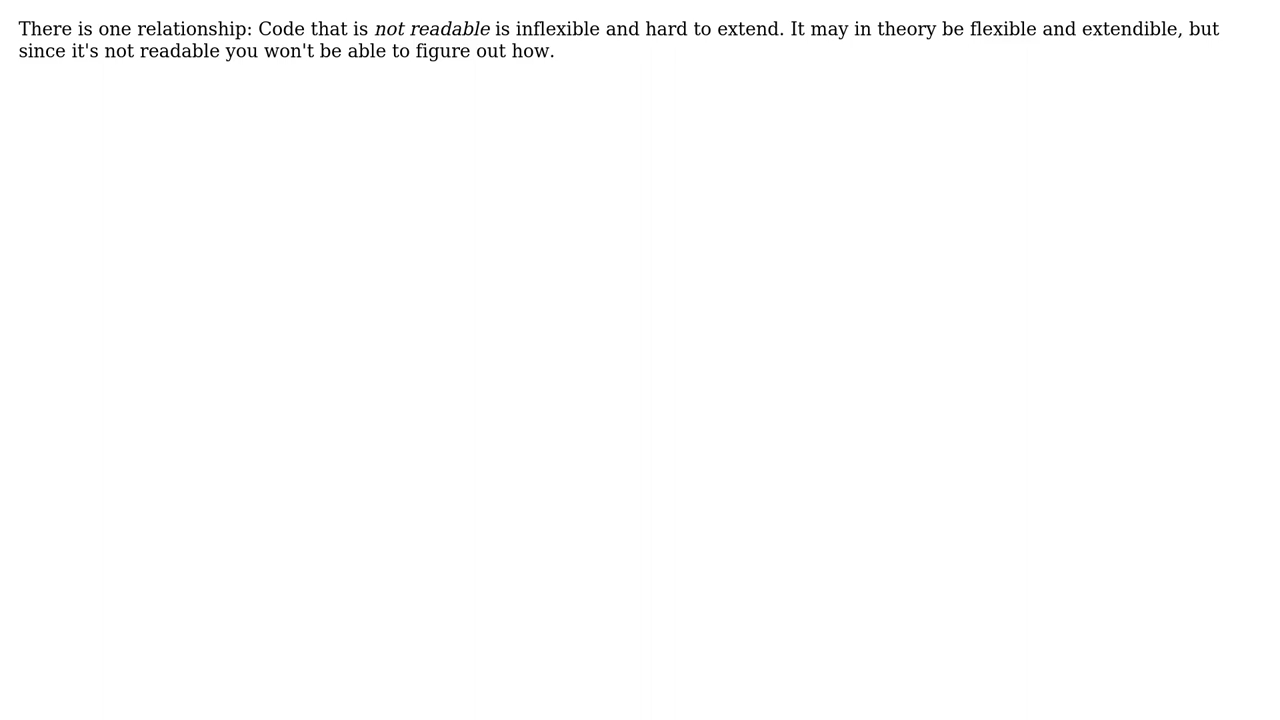 There is one relationship: Code that is not readable is inflexible and hard to extend. It may in theory be flexible and extendible, but
since it's not readable you won't be able to figure out how.